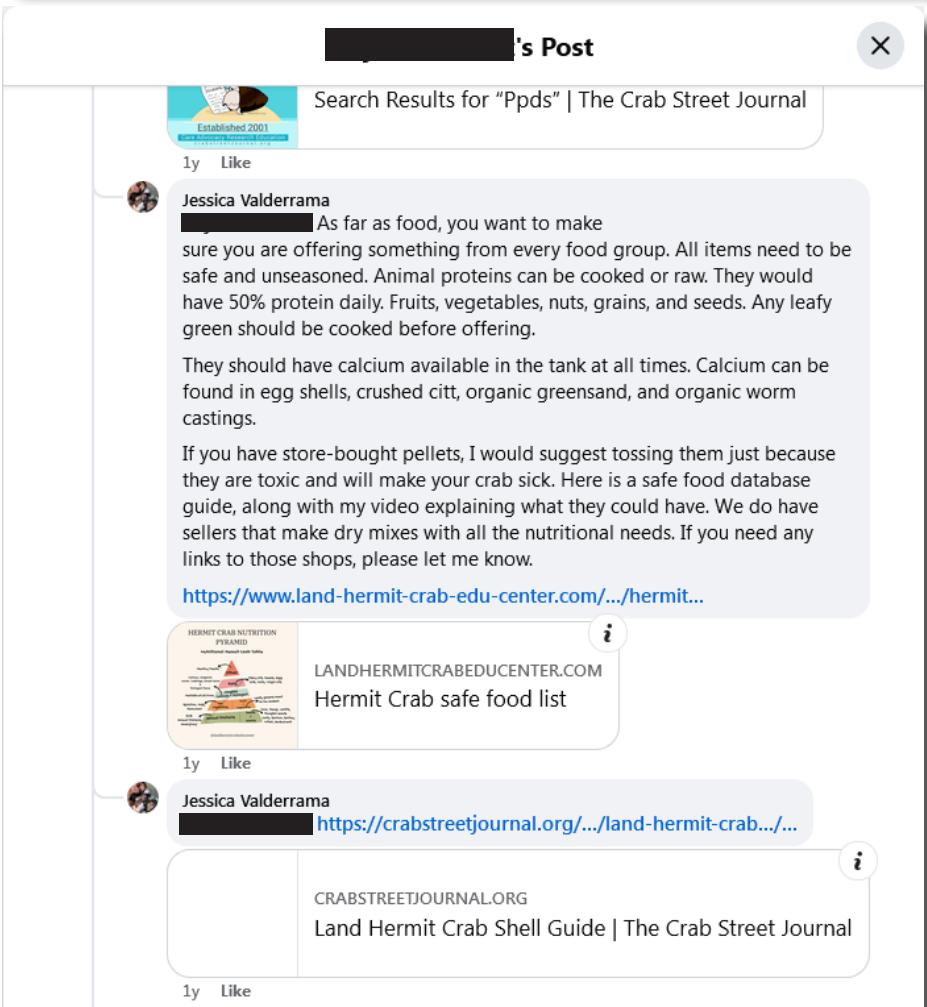 's Post
Established 2001
Care Advocacy Research Education
crabstreetjournal.org
Search Results for “Ppds” | The Crab Street Journal
1y Like
Jessica Valderrama
As far as food, you want to make
sure you are offering something from every food group. All items need to be
safe and unseasoned. Animal proteins can be cooked or raw. They would
have 50% protein daily. Fruits, vegetables, nuts, grains, and seeds. Any leafy
green should be cooked before offering.
They should have calcium available in the tank at all times. Calcium can be
found in egg shells, crushed citt, organic greensand, and organic worm
castings.
If you have store-bought pellets, I would suggest tossing them just because
they are toxic and will make your crab sick. Here is a safe food database
guide, along with my video explaining what they could have. We do have
sellers that make dry mixes with all the nutritional needs. If you need any
links to those shops, please let me know.
https://www.land-hermit-crab-edu-center.com/.../hermit...
HERMIT CRAB NUTRITION
PYRAMID
LANDHERMITCRABEDUCENTER.COM
Hermit Crab safe food list
1y Like
Jessica Valderrama
https://crabstreetjournal.org/.../land-hermit-crab.../...
CRABSTREETJOURNAL.ORG
Land Hermit Crab Shell Guide | The Crab Street Journal
1y Like